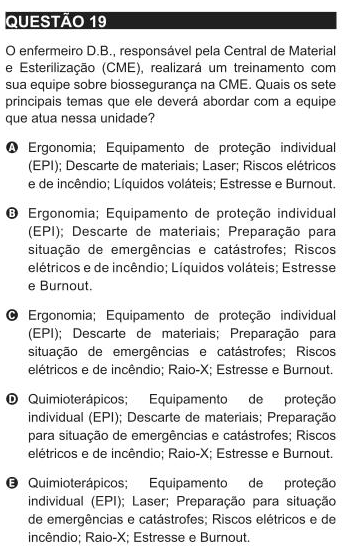 QUESTÃO 19
O enfermeiro D.B., responsável pela Central de Material
e Esterilização (CME), realizará um treinamento com
sua equipe sobre biossegurança na CME. Quais os sete
principais temas que ele deverá abordar com a equipe
que atua nessa unidade?
A Ergonomia; Equipamento de proteção individual
(EPI); Descarte de materiais; Laser; Riscos elétricos
e de incêndio; Líquidos voláteis; Estresse e Burnout.
B Ergonomia; Equipamento de proteção individual
(EPI); Descarte de materiais; Preparação para
situação de emergências e catástrofes; Riscos
elétricos e de incêndio; Líquidos voláteis; Estresse
e Burnout.
C Ergonomia; Equipamento de proteção individual
(EPI); Descarte de materiais; Preparação para
situação de emergências e catástrofes; Riscos
elétricos e de incêndio; Raio-X; Estresse e Burnout.
D Quimioterápicos; Equipamento de proteção
individual (EPI); Descarte de materiais; Preparação
para situação de emergências e catástrofes; Riscos
elétricos e de incêndio; Raio-X; Estresse e Burnout.
E Quimioterápicos; Equipamento de proteção
individual (EPI); Laser; Preparação para situação
de emergências e catástrofes; Riscos elétricos e de
incêndio; Raio-X; Estresse e Burnout.